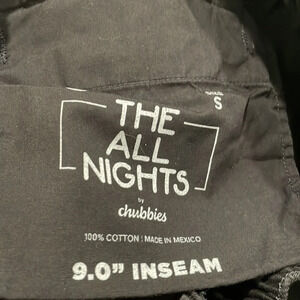 S
THE
ALL
NIGHTS
by
chubbies
100% COTTON : MADE IN MEXICO
9.0” INSEAM